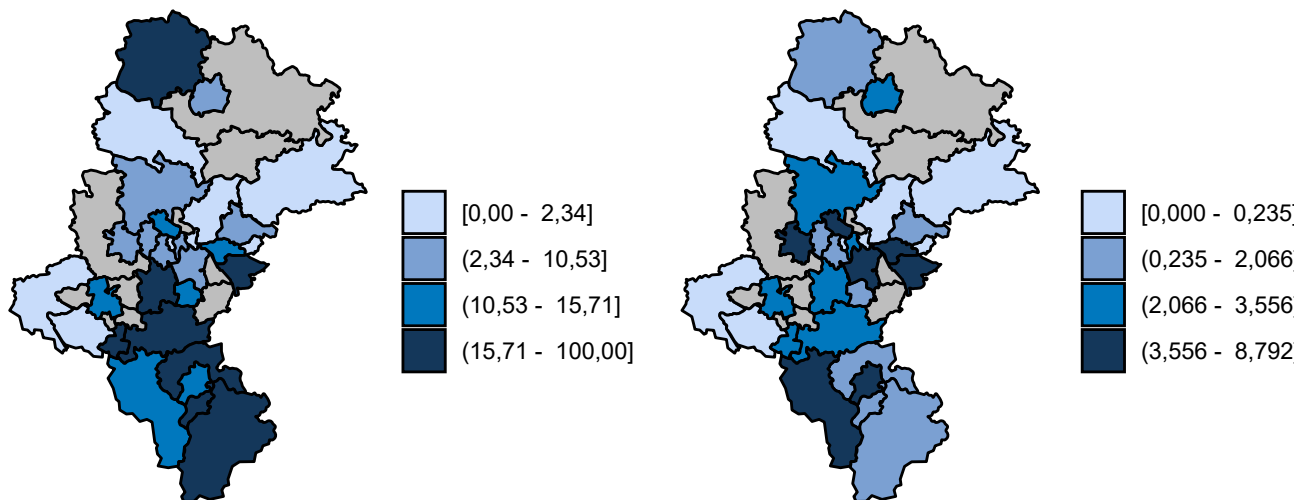 [0,00 - 2,34]
(2,34 - 10,53]
(10,53 - 15,71]
(15,71 - 100,00]
[0,000 - 0,235]
(0,235 - 2,066]
(2,066 - 3,556]
(3,556 - 8,792]